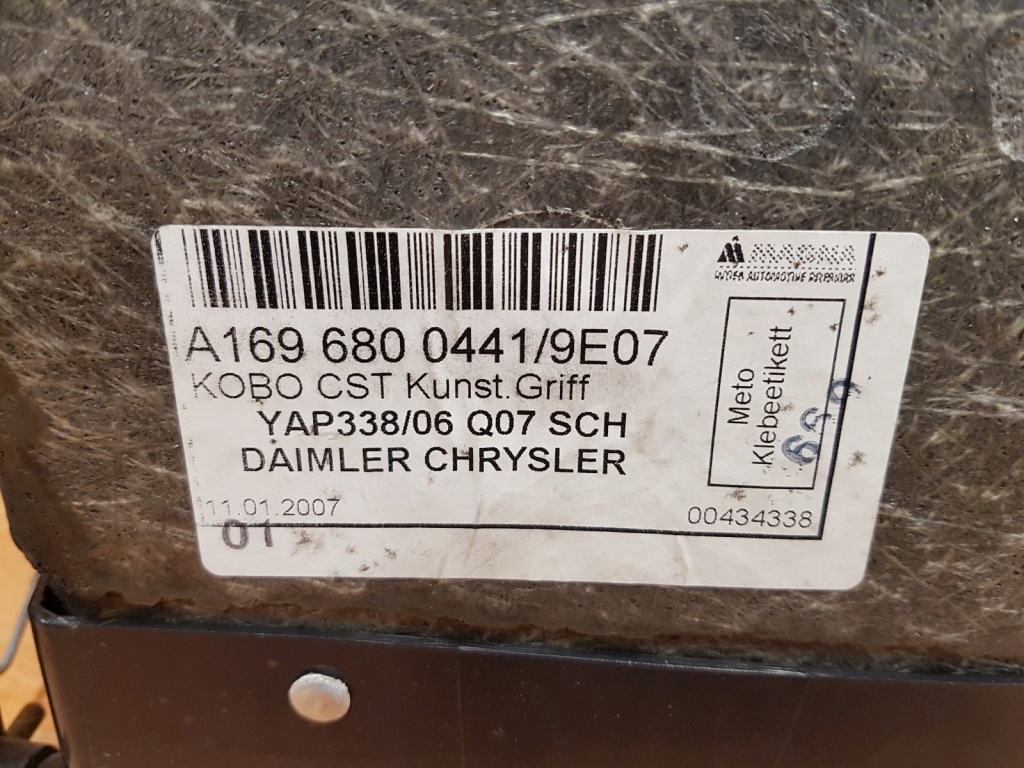 A169 680 0441/9E07
KOBO CST Kunst.Griff
YAP338/06 Q07 SCH
DAIMLER CHRYSLER
11.01.2007
00434338
01
Meto
Klebeetikett